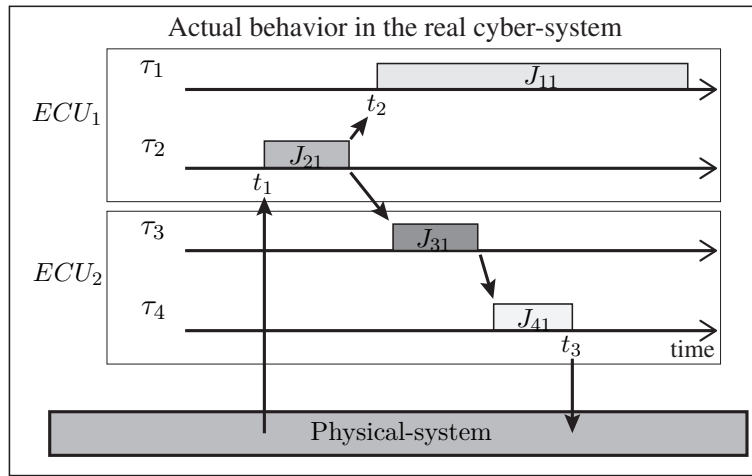 Actual behavior in the real cyber-system
τ₁
J₁₁
ECU₁
t₂
τ₂
J₂₁
t₁
τ₃
J₃₁
ECU₂
τ₄
J₄₁
t₃
time
Physical-system